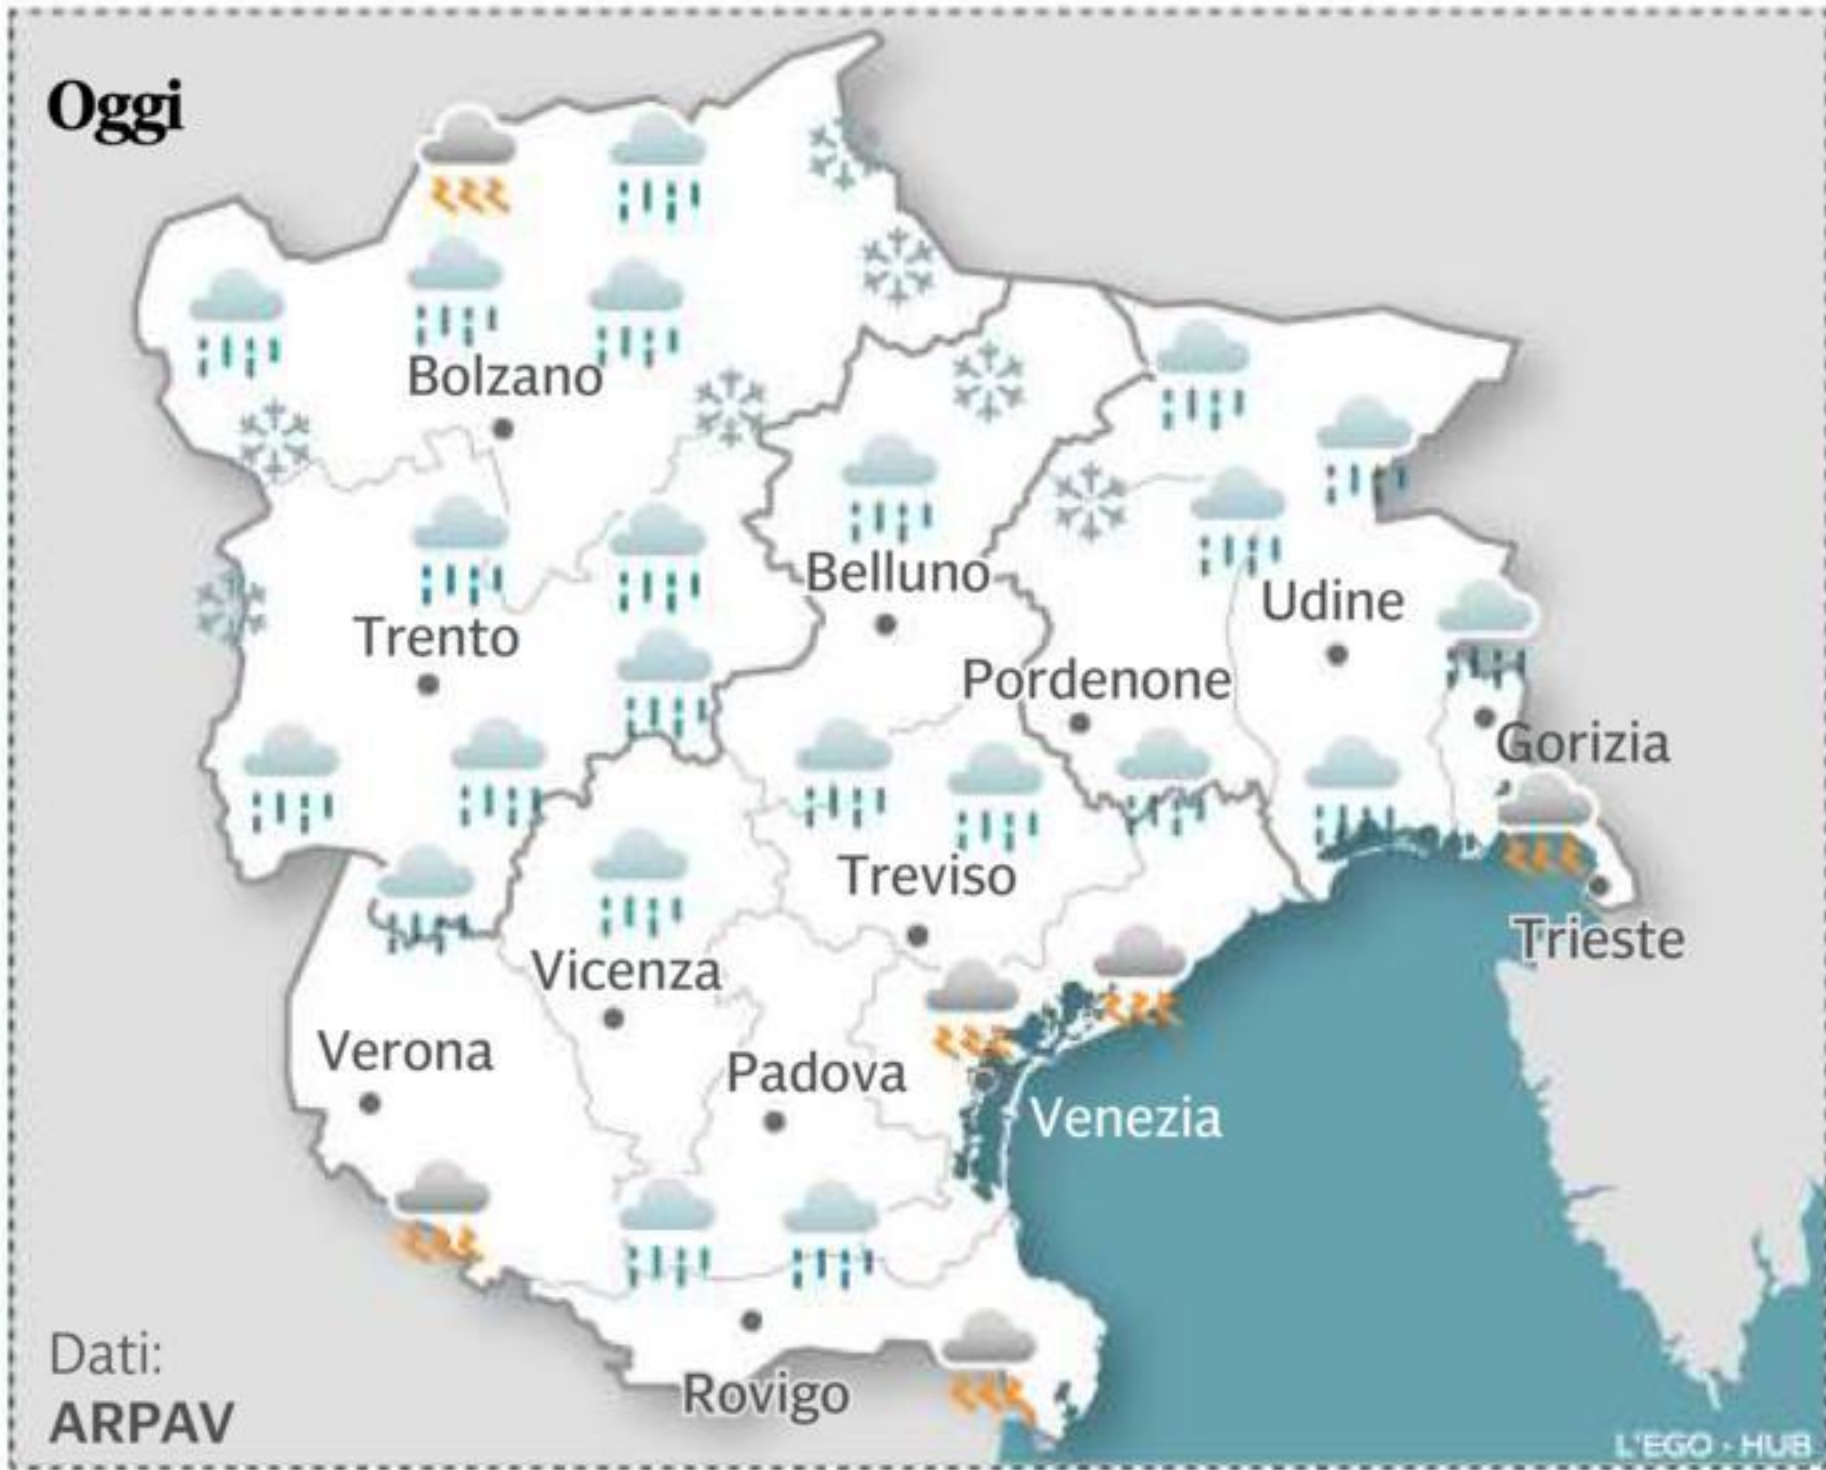 Oggi
Bolzano
Belluno
Udine
Trento
Pordenone
Gorizia
Treviso
Trieste
Vicenza
Verona
Padova
Venezia
Dati:
ARPAV
Rovigo
L'EGO - HUB